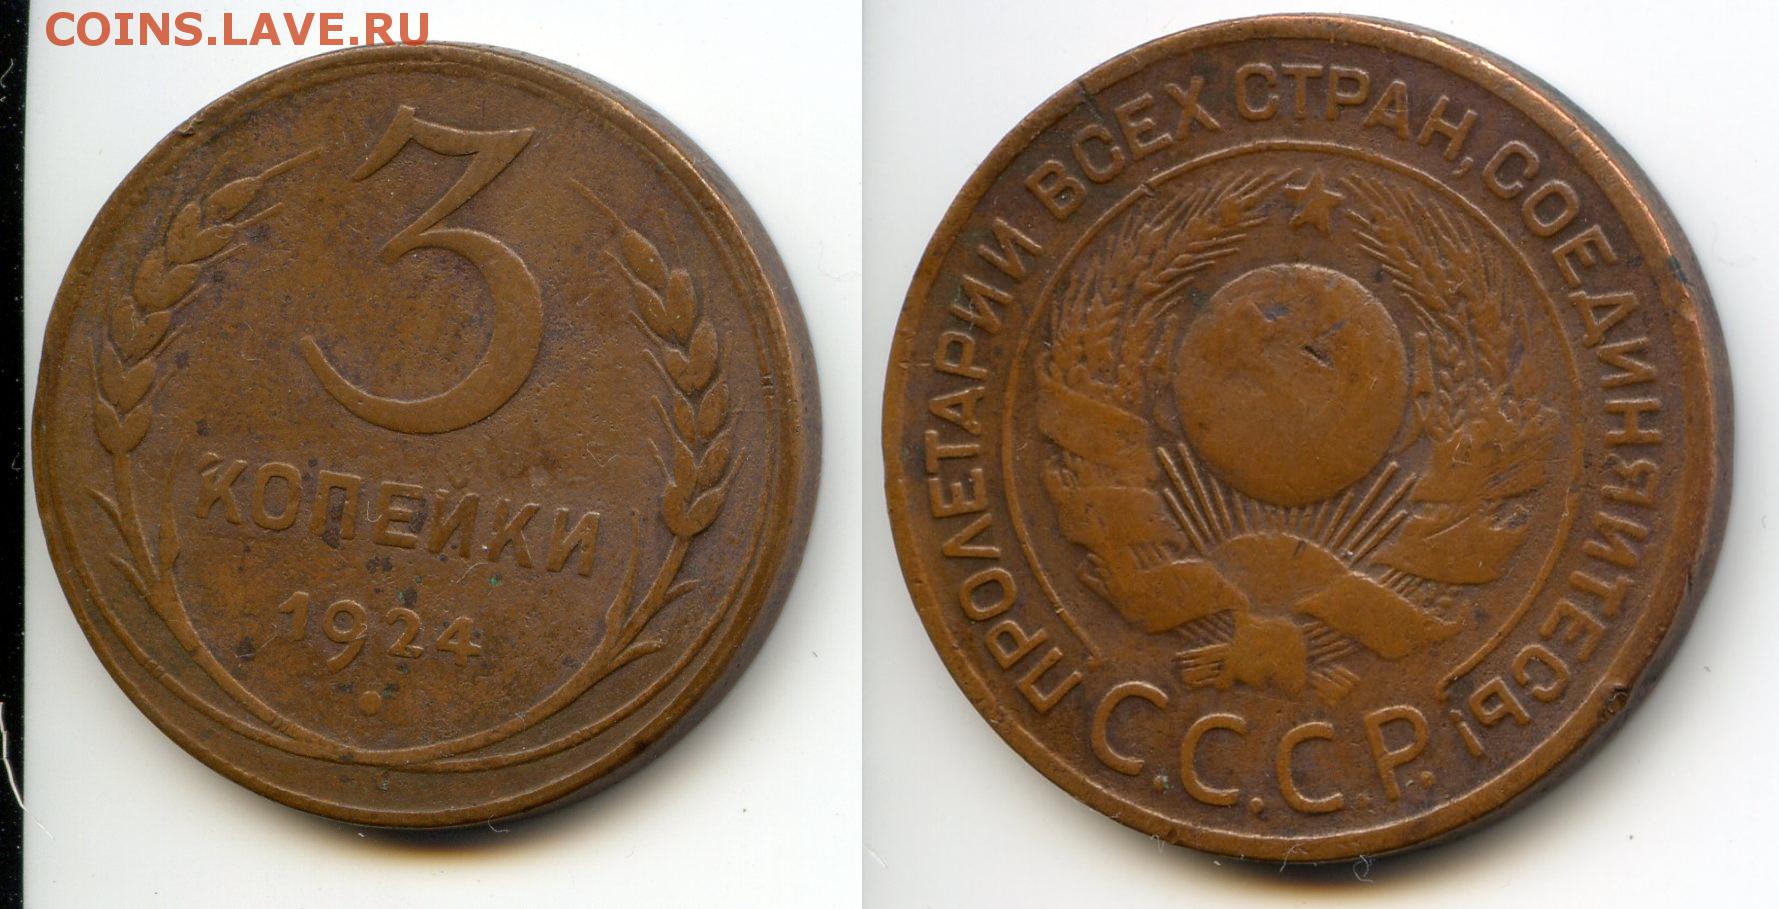 COINS.LAVE.RU
3
КОПЕЙКИ
1924
ПРОЛЕТАРИИ ВСЕХ СТРАН, СОЕДИНЯЙТЕСЬ!
С.С.С.Р.